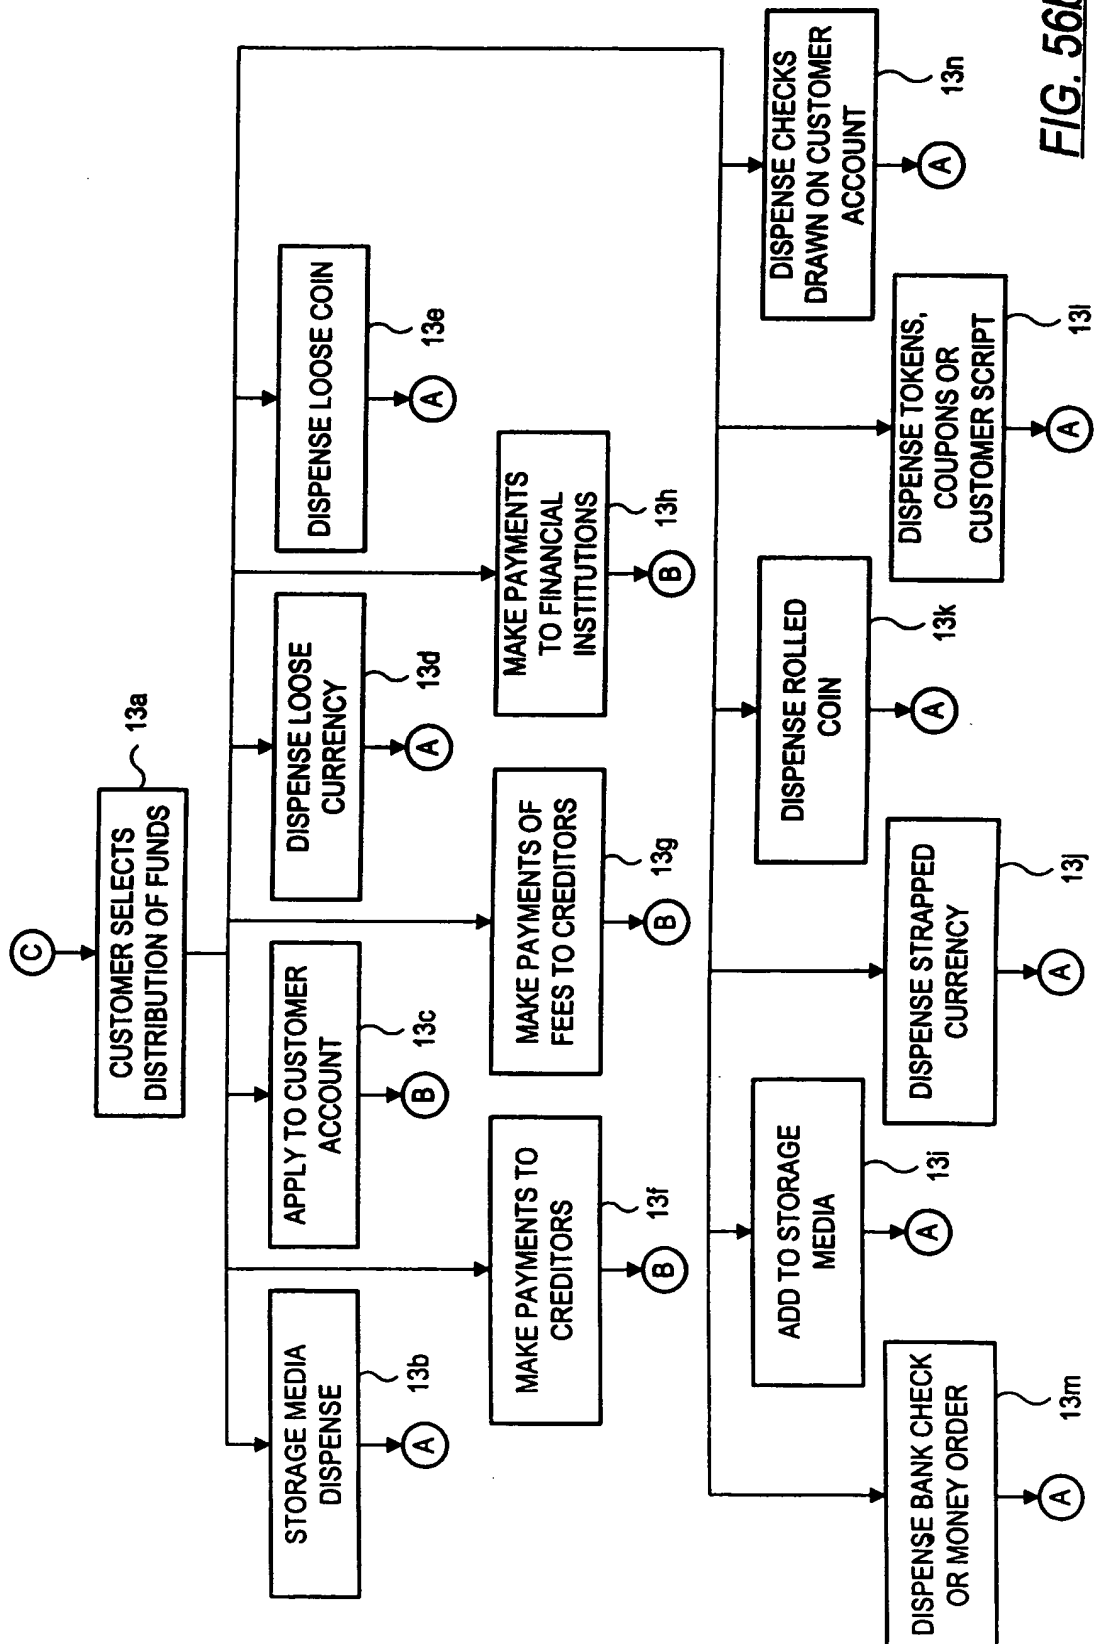 C
CUSTOMER SELECTS
DISTRIBUTION OF FUNDS
13a
STORAGE MEDIA
DISPENSE
13b
A
APPLY TO CUSTOMER
ACCOUNT
13c
B
DISPENSE LOOSE
CURRENCY
13d
A
DISPENSE LOOSE COIN
13e
A
MAKE PAYMENTS TO
CREDITORS
13f
B
MAKE PAYMENTS OF
FEES TO CREDITORS
13g
B
MAKE PAYMENTS
TO FINANCIAL
INSTITUTIONS
13h
B
ADD TO STORAGE
MEDIA
13i
A
DISPENSE ROLLED
COIN
13k
A
DISPENSE CHECKS
DRAWN ON CUSTOMER
ACCOUNT
13n
A
DISPENSE BANK CHECK
OR MONEY ORDER
13m
A
DISPENSE STRAPPED
CURRENCY
13j
A
DISPENSE TOKENS,
COUPONS OR
CUSTOMER SCRIPT
13l
A
FIG. 56b